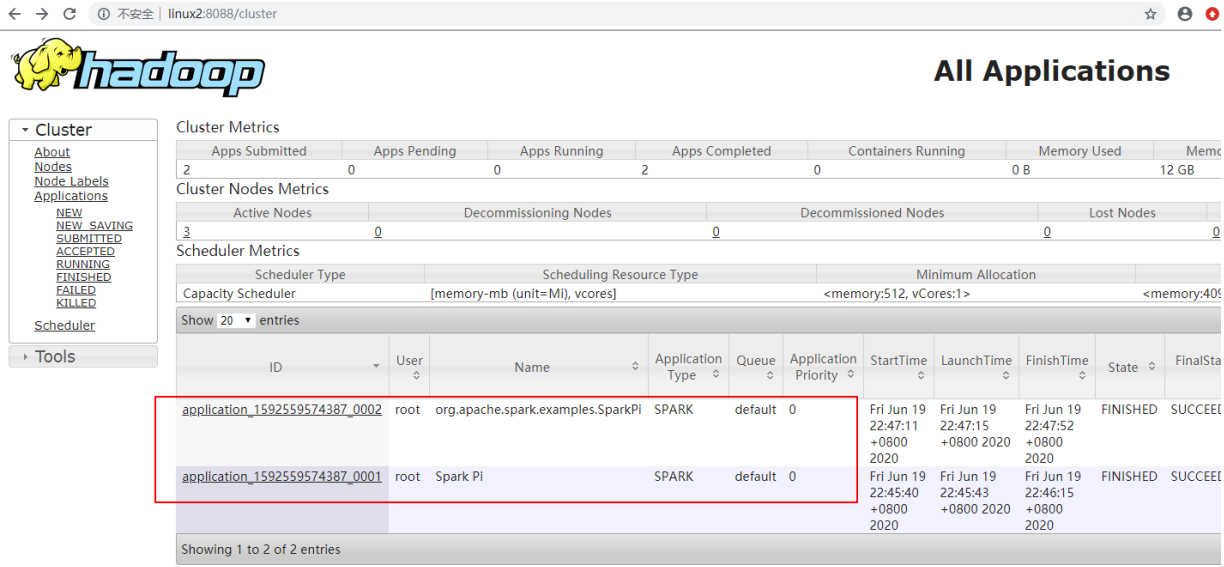 不安全 linux2:8088/cluster
hadoop
All Applications
Cluster
About
Nodes
Node Labels
Applications
NEW
NEW_SAVING
SUBMITTED
ACCEPTED
RUNNING
FINISHED
FAILED
KILLED
Scheduler
Tools
Cluster Metrics
Apps Submitted Apps Pending Apps Running Apps Completed Containers Running Memory Used Memo
2 0 0 2 0 0 B 12 GB
Cluster Nodes Metrics
Active Nodes Decommissioning Nodes Decommissioned Nodes Lost Nodes
3 0 0 0 0
Scheduler Metrics
Scheduler Type Scheduling Resource Type Minimum Allocation
Capacity Scheduler [memory-mb (unit=Mi), vcores] <memory:512, vCores:1> <memory:409
Show 20 entries
ID User Name Application Type Queue Application Priority StartTime LaunchTime FinishTime State FinalSta
application_1592559574387_0002 root org.apache.spark.examples.SparkPi SPARK default 0 Fri Jun 19 Fri Jun 19 Fri Jun 19 FINISHED SUCCEED
22:47:11 22:47:15 22:47:52
+0800 +0800 2020 +0800
2020 2020
application_1592559574387_0001 root Spark Pi SPARK default 0 Fri Jun 19 Fri Jun 19 Fri Jun 19 FINISHED SUCCEED
22:45:40 22:45:43 22:46:15
+0800 +0800 2020 +0800
2020 2020
Showing 1 to 2 of 2 entries